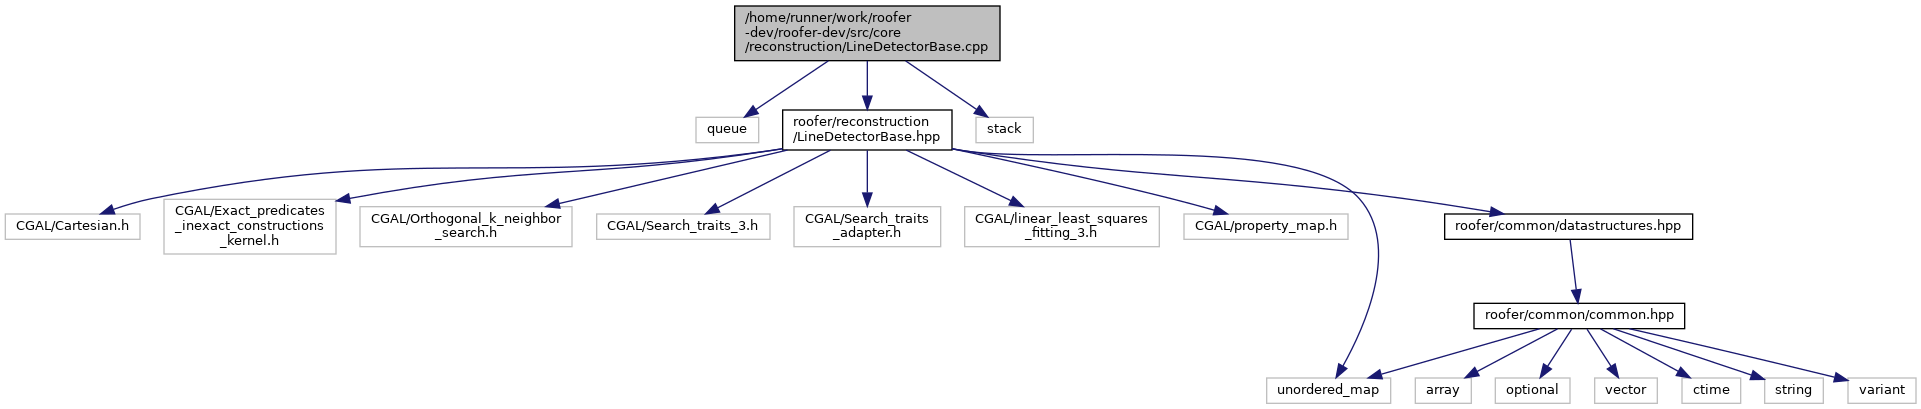 /home/runner/work/roofer
-dev/roofer-dev/src/core
/reconstruction/LineDetectorBase.cpp
queue
roofer/reconstruction
/LineDetectorBase.hpp
stack
CGAL/Cartesian.h
CGAL/Exact_predicates
_inexact_constructions
_kernel.h
CGAL/Orthogonal_k_neighbor
_search.h
CGAL/Search_traits_3.h
CGAL/Search_traits
_adapter.h
CGAL/linear_least_squares
_fitting_3.h
CGAL/property_map.h
roofer/common/datastructures.hpp
roofer/common/common.hpp
unordered_map
array
optional
vector
ctime
string
variant